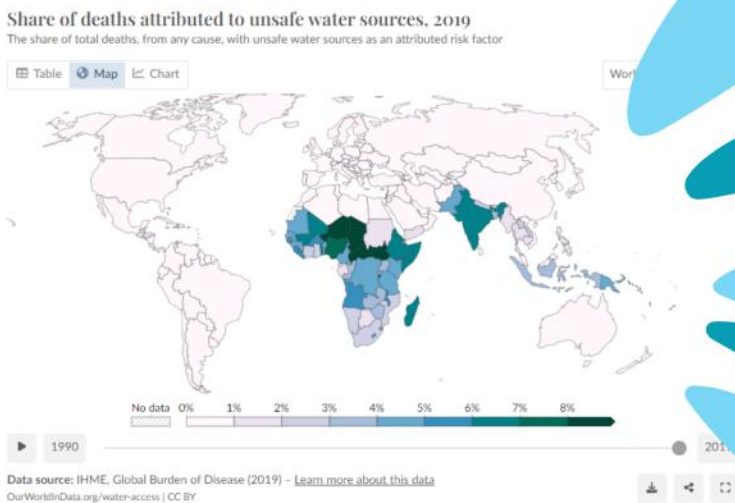 Share of deaths attributed to unsafe water sources, 2019
The share of total deaths, from any cause, with unsafe water sources as an attributed risk factor
Table Map Chart
No data 0% 1% 2% 3% 4% 5% 6% 7% 8%
1990
Data source: IHME, Global Burden of Disease (2019) – Learn more about this data
OurWorldInData.org/water-access | CC BY